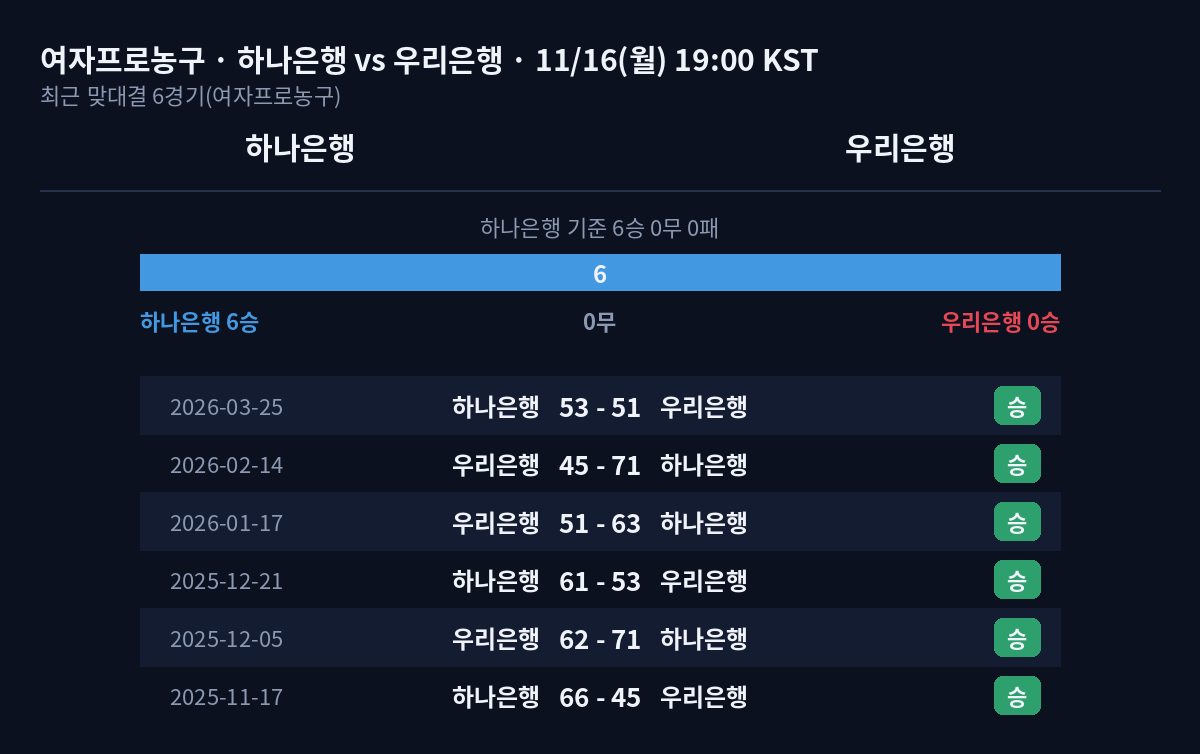 여자프로농구 · 하나은행 vs 우리은행 · 11/16(월) 19:00 KST
최근 맞대결 6경기(여자프로농구)
하나은행 우리은행
하나은행 기준 6승 0무 0패
6
하나은행 6승 0무 우리은행 0승
2026-03-25 하나은행 53 - 51 우리은행 승
2026-02-14 우리은행 45 - 71 하나은행 승
2026-01-17 우리은행 51 - 63 하나은행 승
2025-12-21 하나은행 61 - 53 우리은행 승
2025-12-05 우리은행 62 - 71 하나은행 승
2025-11-17 하나은행 66 - 45 우리은행 승